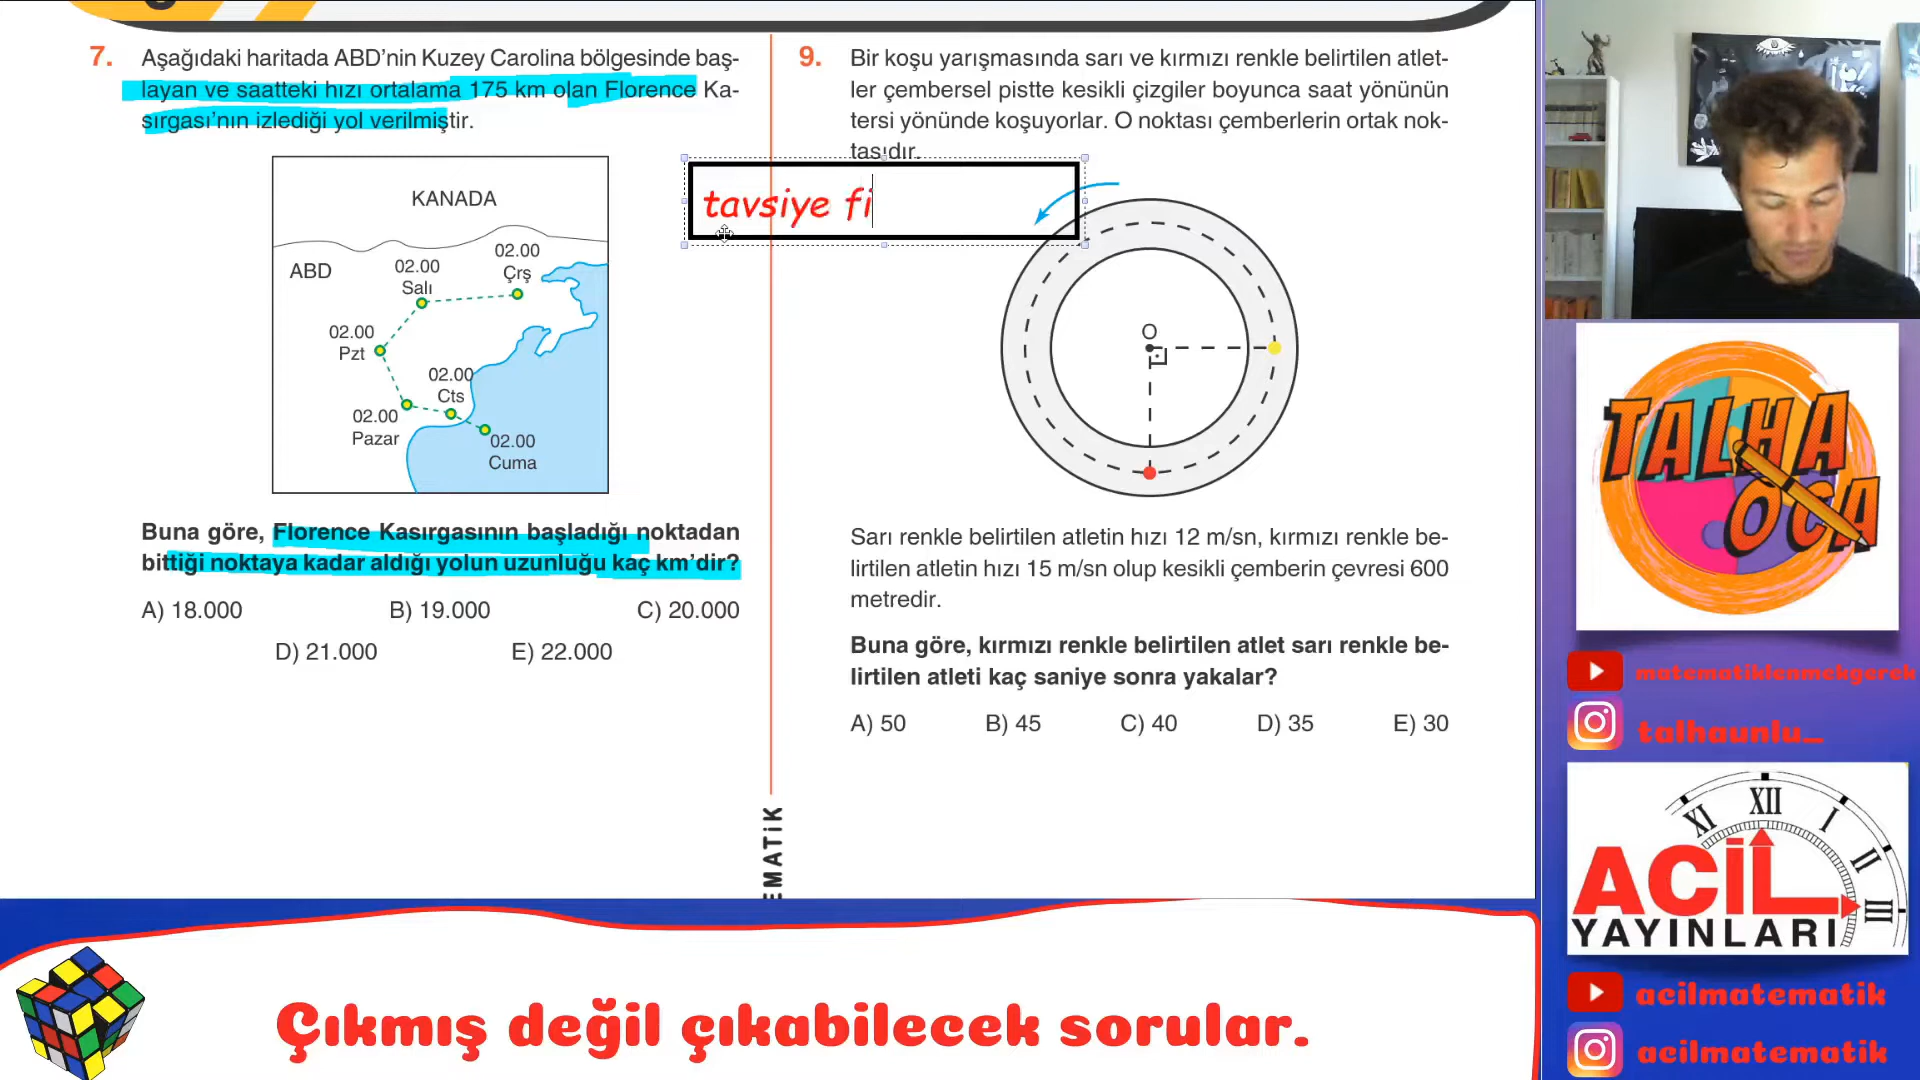 7. Aşağıdaki haritada ABD'nin Kuzey Carolina bölgesinde baş-
layan ve saatteki hızı ortalama 175 km olan Florence Ka-
sırgası'nın izlediği yol verilmiştir.
KANADA
ABD
02.00
Salı
02.00
Çrş
02.00
Pzt
02.00
Cts
02.00
Pazar
02.00
Cuma
Buna göre, Florence Kasırgasının başladığı noktadan
bittiği noktaya kadar aldığı yolun uzunluğu kaç km'dir?
A) 18.000 B) 19.000 C) 20.000
D) 21.000 E) 22.000
9. Bir koşu yarışmasında sarı ve kırmızı renkle belirtilen atlet-
ler çembersel pistte kesikli çizgiler boyunca saat yönünün
tersi yönünde koşuyorlar. O noktası çemberlerin ortak nok-
tasıdır.
tavsiye fi
O
Sarı renkle belirtilen atletin hızı 12 m/sn, kırmızı renkle be-
lirtilen atletin hızı 15 m/sn olup kesikli çemberin çevresi 600
metredir.
Buna göre, kırmızı renkle belirtilen atlet sarı renkle be-
lirtilen atleti kaç saniye sonra yakalar?
A) 50 B) 45 C) 40 D) 35 E) 30
EMATİK
Çıkmış değil çıkabilecek sorular.
TALHA
OCA
matematiklenmekgerek
talhaunlu_
XI XII I II III
ACİL
YAYINLARI
acilmatematik
acilmatematik